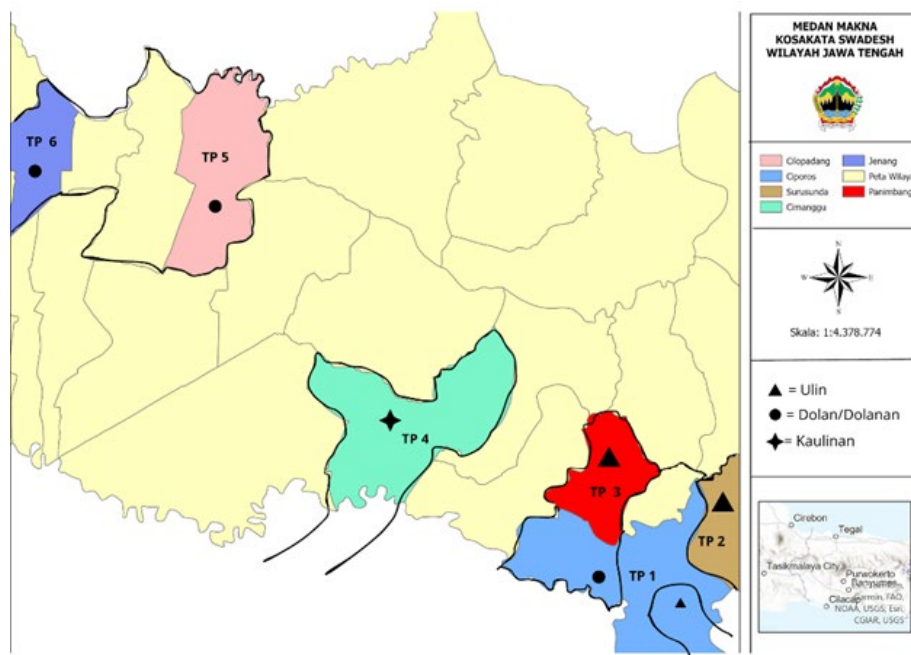 MEDAN MAKNA
KOSAKATA SWADESH
WILAYAH JAWA TENGAH
Cilopadang
Ciporos
Surusunda
Cimanggu
Jenang
Peta Wilaya
Panimbang
N
W
E
S
Skala: 1:4.378.774
= Ulin
= Dolan/Dolanan
= Kaulinan
Cirebon
Tegal
Tasikmalaya City
Purwokerto
Banyumas
Cilacap
Garmin, FAO,
NOAA, USGS, Esri,
CGIAR, USGS
TP 6
TP 5
TP 4
TP 3
TP 2
TP 1